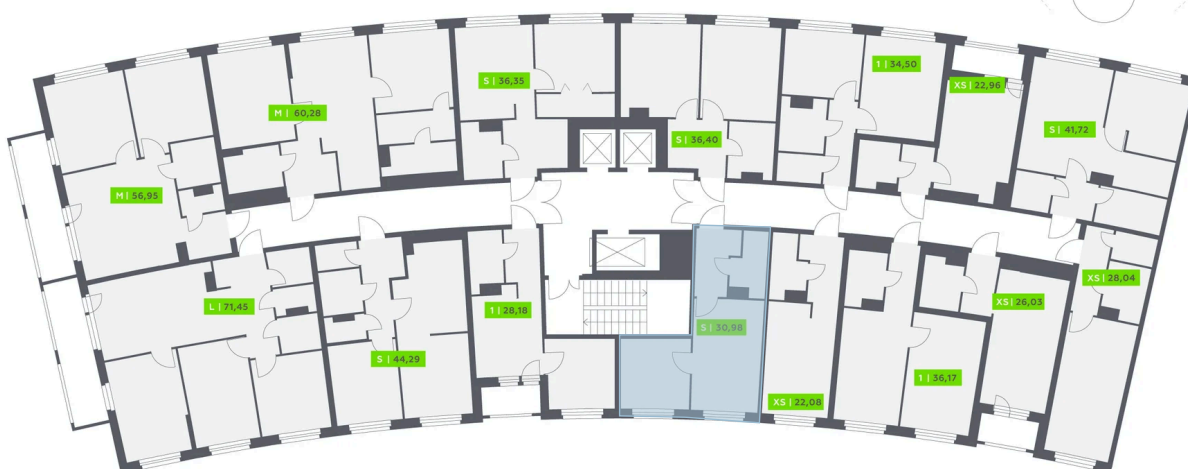 1 | 34,50
S | 36,35
XS | 22,96
M | 60,28
S | 41,72
S | 36,40
M | 56,95
XS | 28,04
L | 71,45
XS | 26,03
1 | 28,18
S | 30,98
S | 44,29
1 | 36,17
XS | 22,08